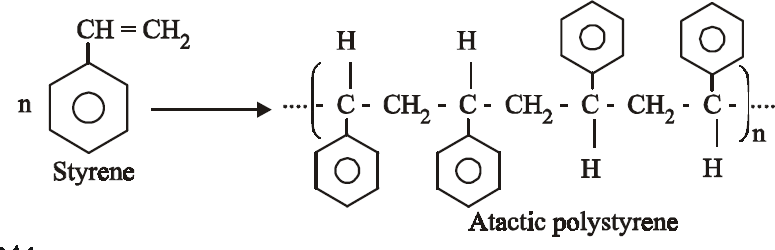 CH = CH₂
n
Styrene
H H
···· - C - CH₂ - C - CH₂ - C - CH₂ - C - ····
n
H H
Atactic polystyrene